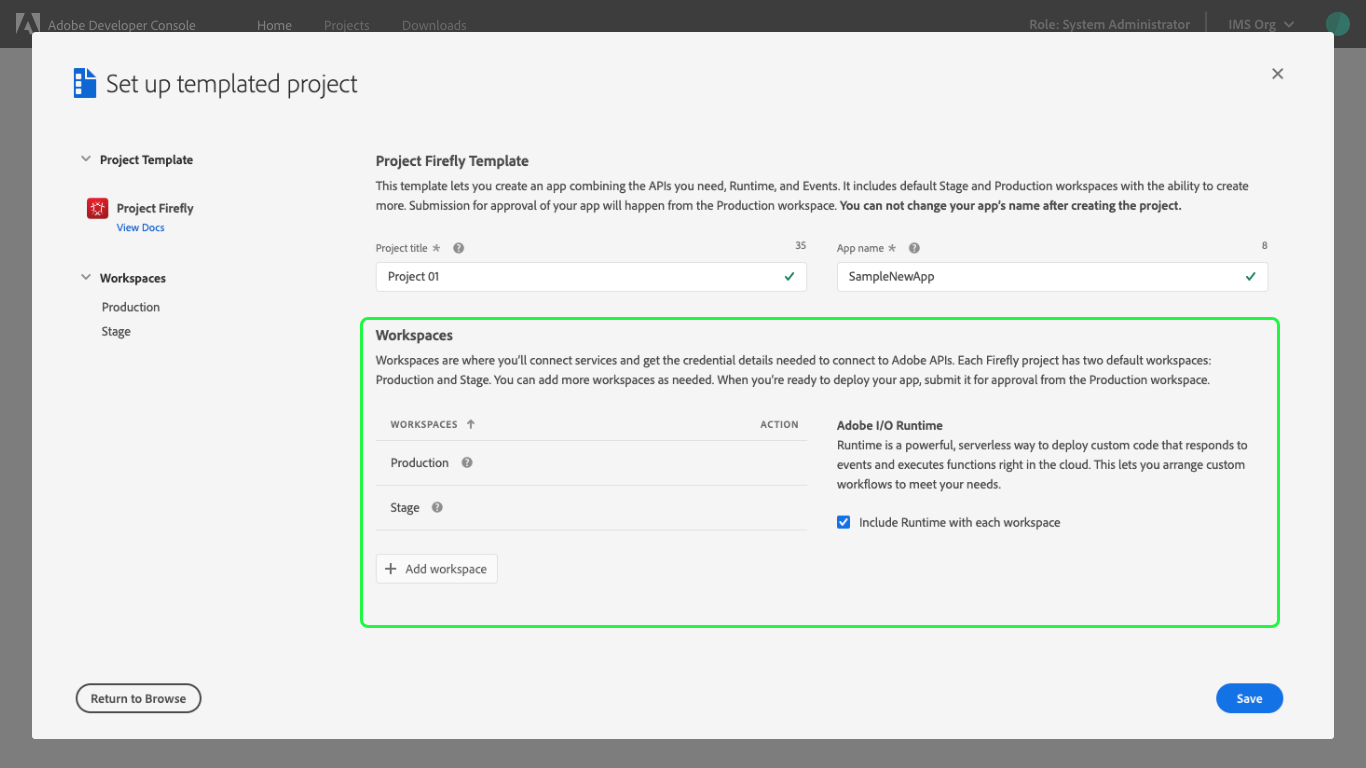 Adobe Developer Console
Home
Projects
Downloads
Role: System Administrator
IMS Org
Set up templated project
Project Template
Project Firefly
View Docs
Workspaces
Production
Stage
Project Firefly Template
This template lets you create an app combining the APIs you need, Runtime, and Events. It includes default Stage and Production workspaces with the ability to create
more. Submission for approval of your app will happen from the Production workspace. You can not change your app's name after creating the project.
Project title *
35
Project 01
App name *
8
SampleNewApp
Workspaces
Workspaces are where you'll connect services and get the credential details needed to connect to Adobe APIs. Each Firefly project has two default workspaces:
Production and Stage. You can add more workspaces as needed. When you're ready to deploy your app, submit it for approval from the Production workspace.
WORKSPACES
ACTION
Production
Stage
+ Add workspace
Adobe I/O Runtime
Runtime is a powerful, serverless way to deploy custom code that responds to
events and executes functions right in the cloud. This lets you arrange custom
workflows to meet your needs.
Include Runtime with each workspace
Return to Browse
Save